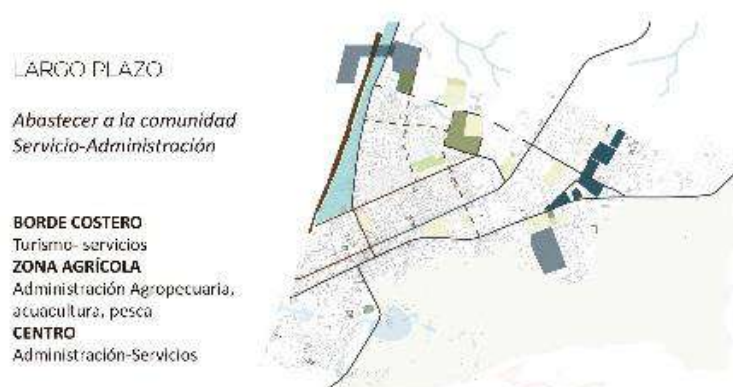 LARGO PLAZO
Abastecer a la comunidad
Servicio-Administración
BORDE COSTERO
Turismo- servicios
ZONA AGRÍCOLA
Administración Agropecuaria,
acuacultura, pesca
CENTRO
Administración-Servicios